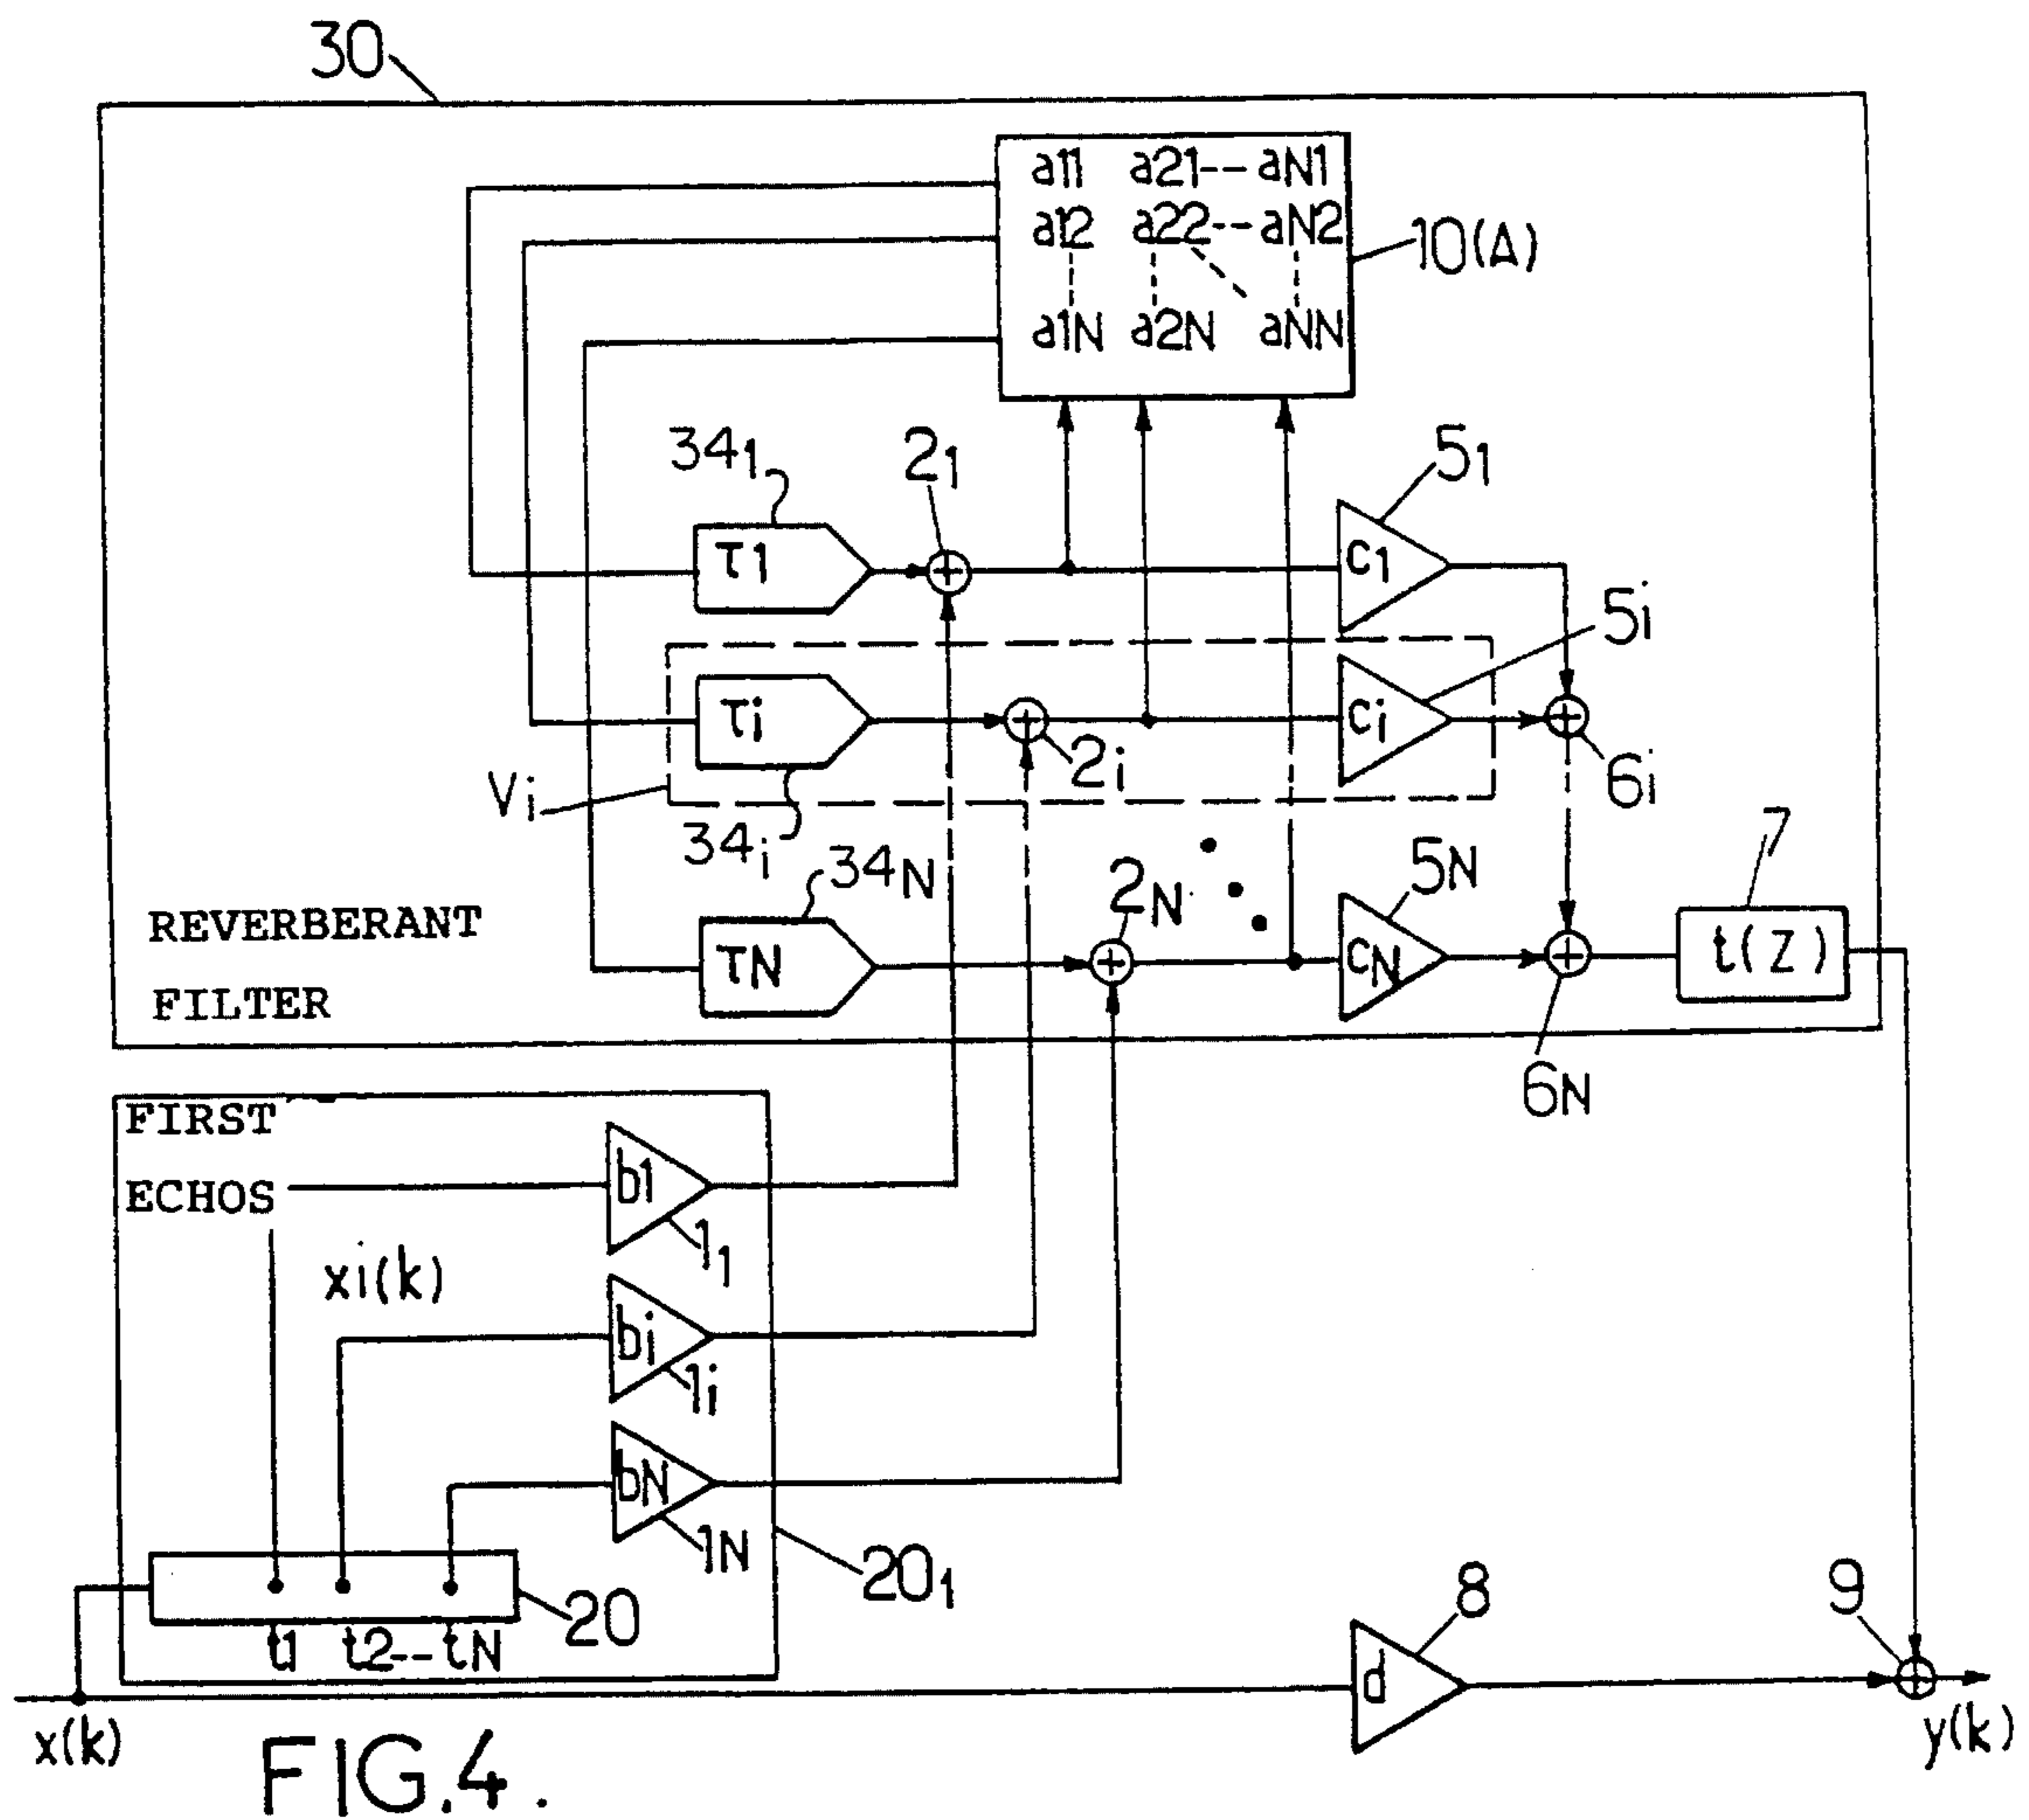 30
a11 a21-- aN1
a12 a22-- aN2
a1N a2N aNN
10(A)
34₁
2₁
5₁
τ1
c1
5i
τi
ci
2i
6i
Vi
34i
34N
2N
5N
7
τN
cN
t(Z)
REVERBERANT
FILTER
6N
FIRST
ECHOS
b1
1₁
xi(k)
bi
1i
bN
1N
20₁
20
t1 t2-- tN
8
9
d
x(k)
y(k)
FIG.4.